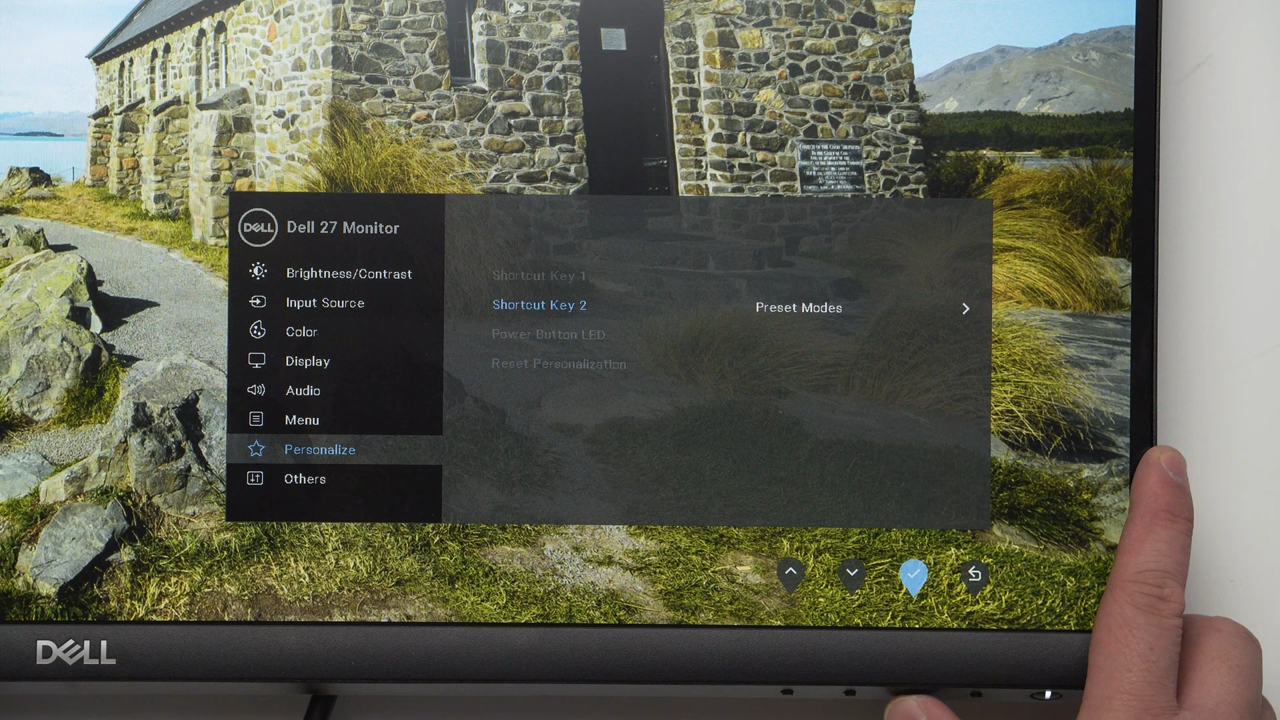 DELL
Dell 27 Monitor
Brightness/Contrast
Input Source
Color
Display
Audio
Menu
Personalize
Others
Shortcut Key 1
Shortcut Key 2
Preset Modes
Power Button LED
Reset Personalization
DELL